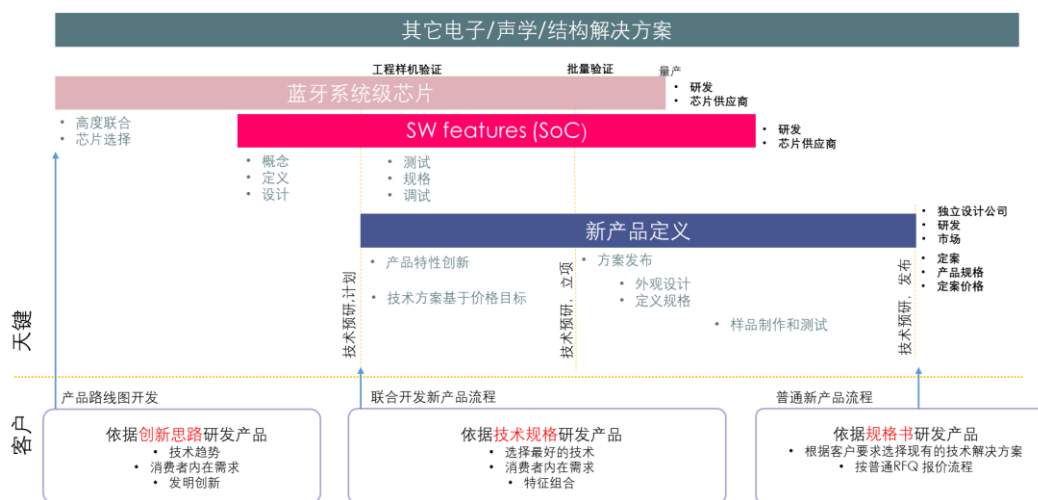 其它电子/声学/结构解决方案
工程样机验证
批量验证
量产
蓝牙系统级芯片
• 研发
• 芯片供应商
• 高度联合
• 芯片选择
SW features (SoC)
• 研发
• 芯片供应商
• 概念
• 定义
• 设计
• 测试
• 规格
• 调试
新产品定义
• 独立设计公司
• 研发
• 市场
• 定案
• 产品规格
• 定案价格
• 产品特性创新
• 技术方案基于价格目标
• 方案发布
• 外观设计
• 定义规格
• 样品制作和测试
技术预研,计划
技术预研，立项
技术预研，发布
天键
客户
产品路线图开发
依据创新思路研发产品
• 技术趋势
• 消费者内在需求
• 发明创新
联合开发新产品流程
依据技术规格研发产品
• 选择最好的技术
• 消费者内在需求
• 特征组合
普通新产品流程
依据规格书研发产品
• 根据客户要求选择现有的技术解决方案
• 按普通RFQ 报价流程